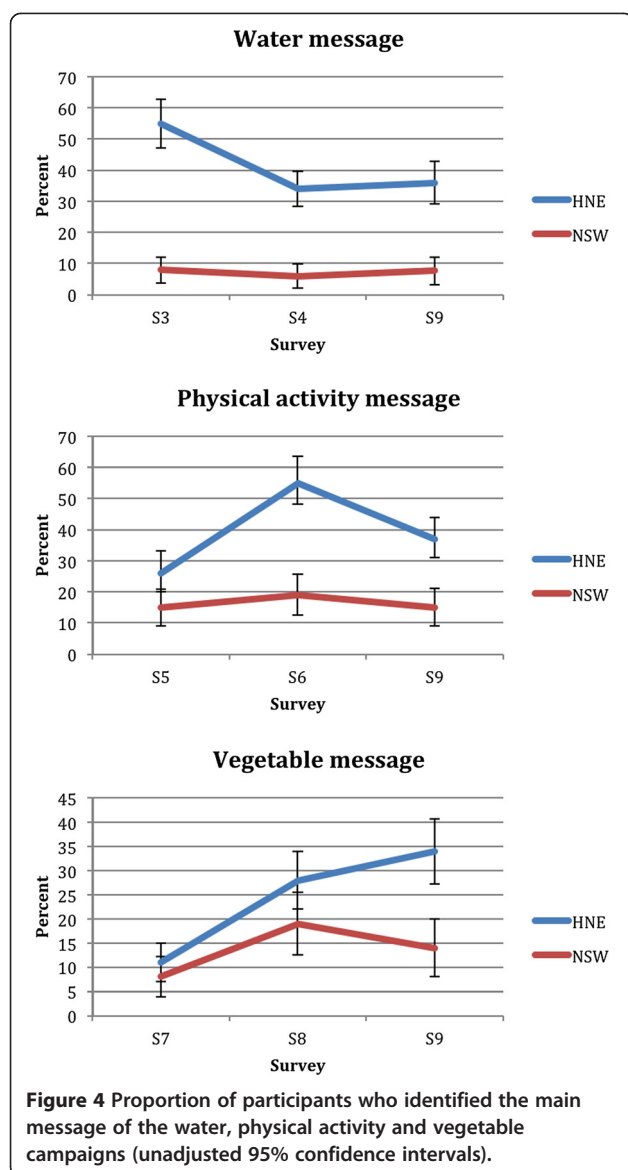 Water message
70
60
50
40
30
20
10
0
Percent
S3 S4 S9
Survey
HNE
NSW
Physical activity message
70
60
50
40
30
20
10
0
Percent
S5 S6 S9
Survey
HNE
NSW
Vegetable message
45
40
35
30
25
20
15
10
5
0
Percent
S7 S8 S9
Survey
HNE
NSW
Figure 4 Proportion of participants who identified the main
message of the water, physical activity and vegetable
campaigns (unadjusted 95% confidence intervals).